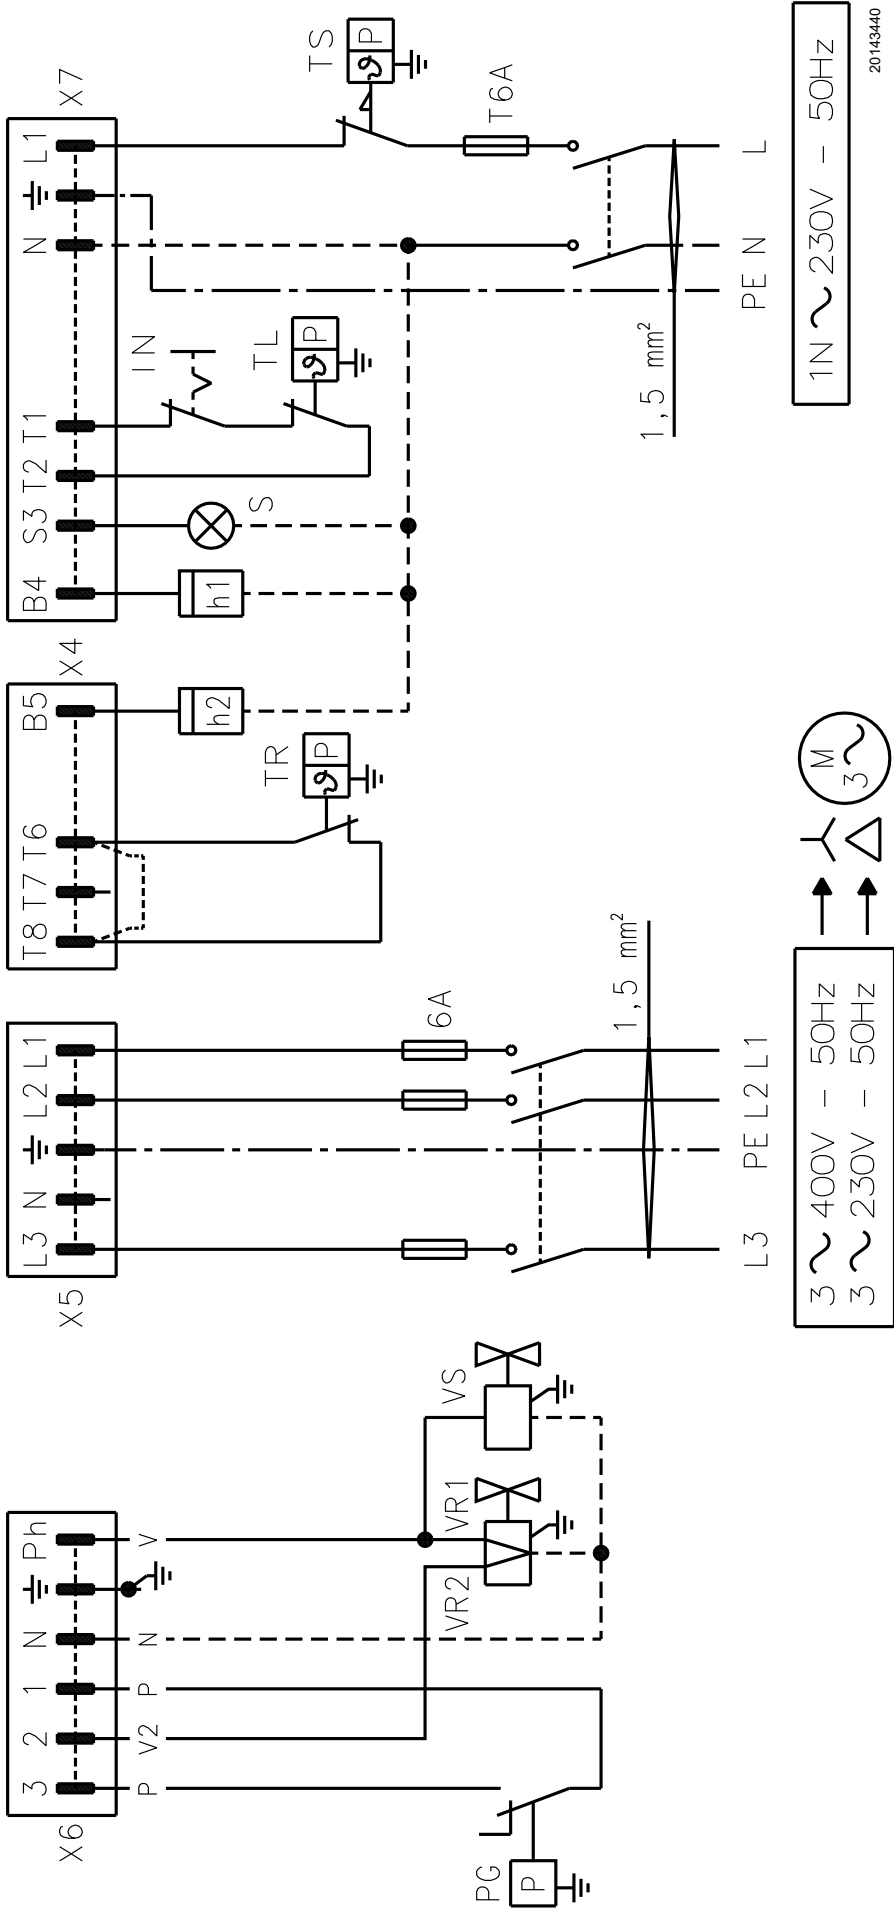 X7
L1
N
T1
T2
S3
B4
TS
P
T6A
IN
TL
P
S
h1
L
N
PE
1,5 mm²
1N ~ 230V - 50Hz
20143440
X4
B5
T6
T7
T8
h2
TR
P
X5
L1
L2
N
L3
6A
1,5 mm²
L1
L2
PE
L3
M
3~
3 ~ 400V - 50Hz
3 ~ 230V - 50Hz
X6
Ph
N
1
2
3
V
N
P
V2
P
VS
VR1
VR2
PG
P